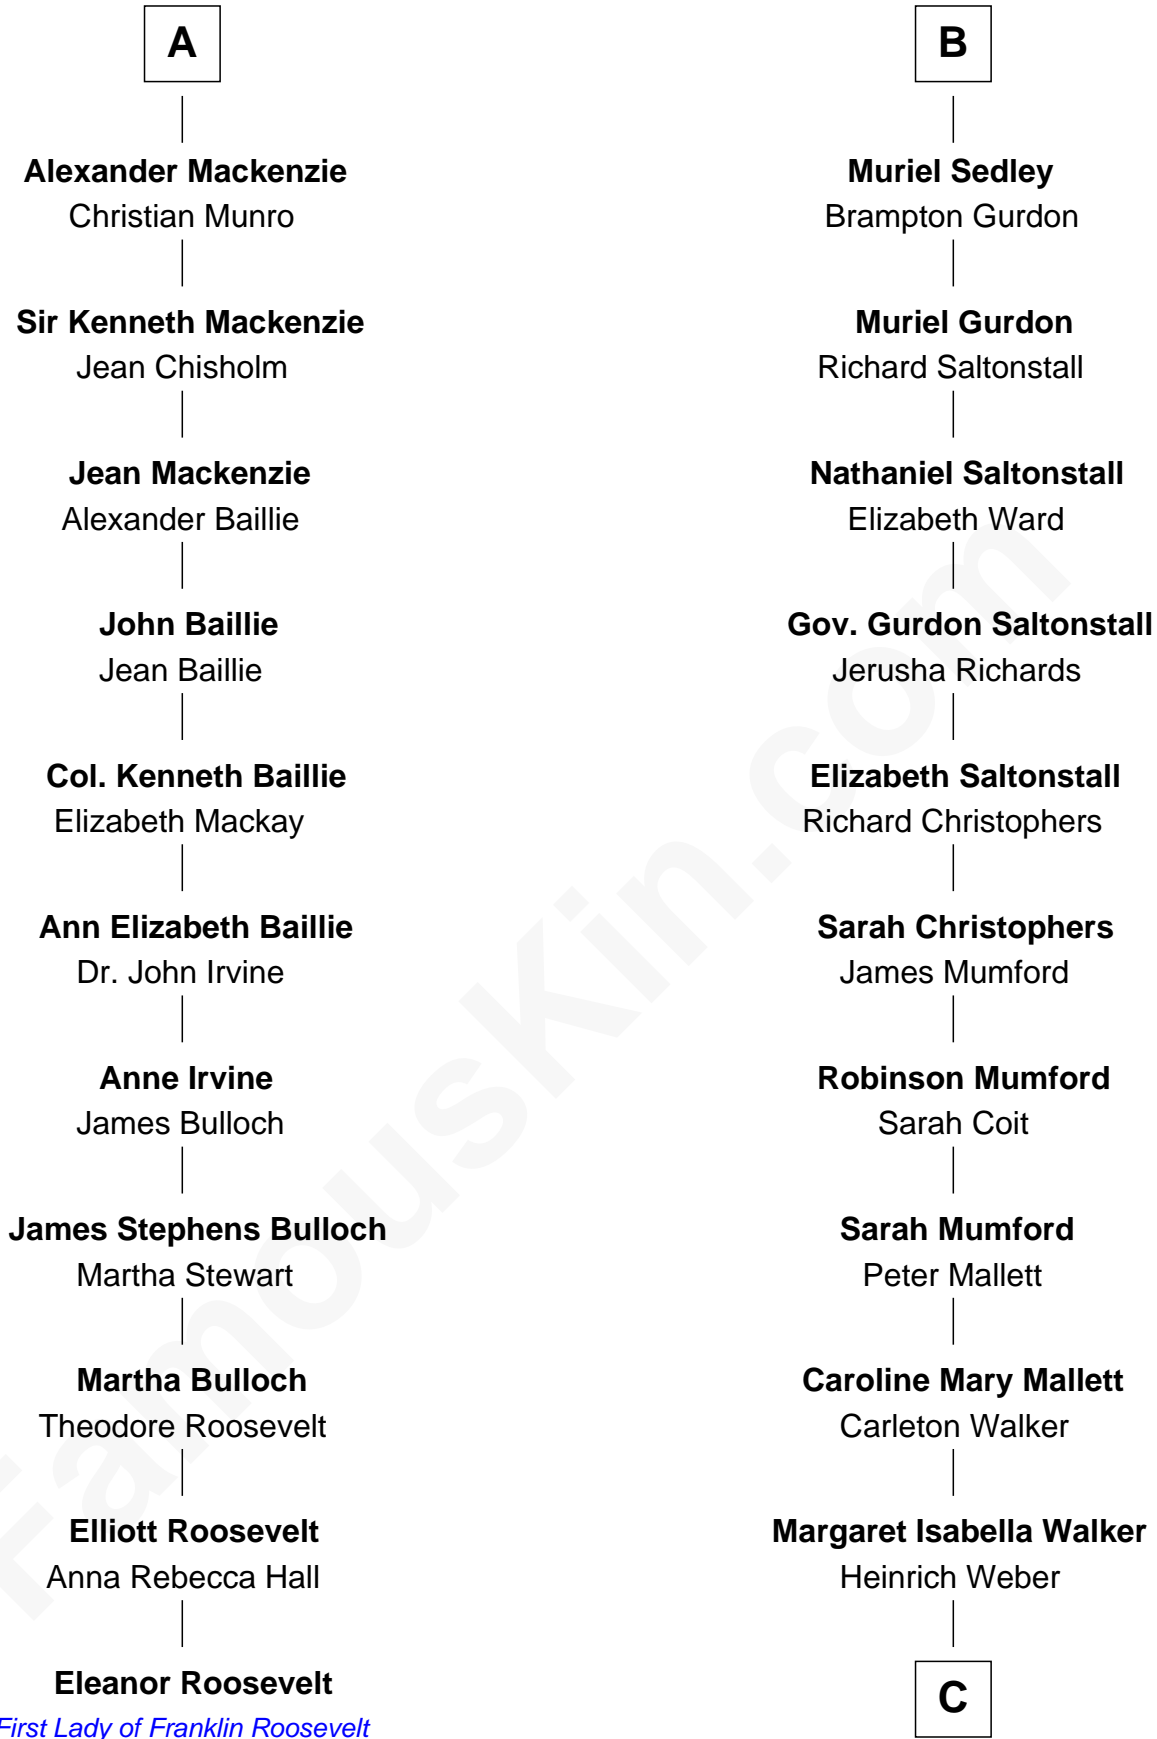 A
Alexander Mackenzie
Christian Munro
Sir Kenneth Mackenzie
Jean Chisholm
Jean Mackenzie
Alexander Baillie
John Baillie
Jean Baillie
Col. Kenneth Baillie
Elizabeth Mackay
Ann Elizabeth Baillie
Dr. John Irvine
Anne Irvine
James Bulloch
James Stephens Bulloch
Martha Stewart
Martha Bulloch
Theodore Roosevelt
Elliott Roosevelt
Anna Rebecca Hall
Eleanor Roosevelt
First Lady of Franklin Roosevelt
B
Muriel Sedley
Brampton Gurdon
Muriel Gurdon
Richard Saltonstall
Nathaniel Saltonstall
Elizabeth Ward
Gov. Gurdon Saltonstall
Jerusha Richards
Elizabeth Saltonstall
Richard Christophers
Sarah Christophers
James Mumford
Robinson Mumford
Sarah Coit
Sarah Mumford
Peter Mallett
Caroline Mary Mallett
Carleton Walker
Margaret Isabella Walker
Heinrich Weber
C
FamousKin.com